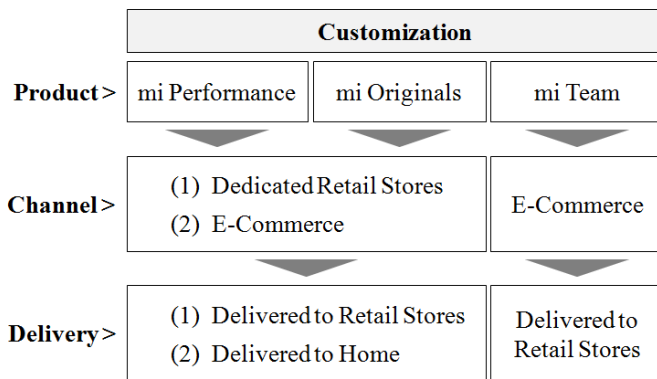 Customization
Product > mi Performance mi Originals mi Team
Channel > (1) Dedicated Retail Stores
(2) E-Commerce
E-Commerce
Delivery > (1) Delivered to Retail Stores
(2) Delivered to Home
Delivered to
Retail Stores